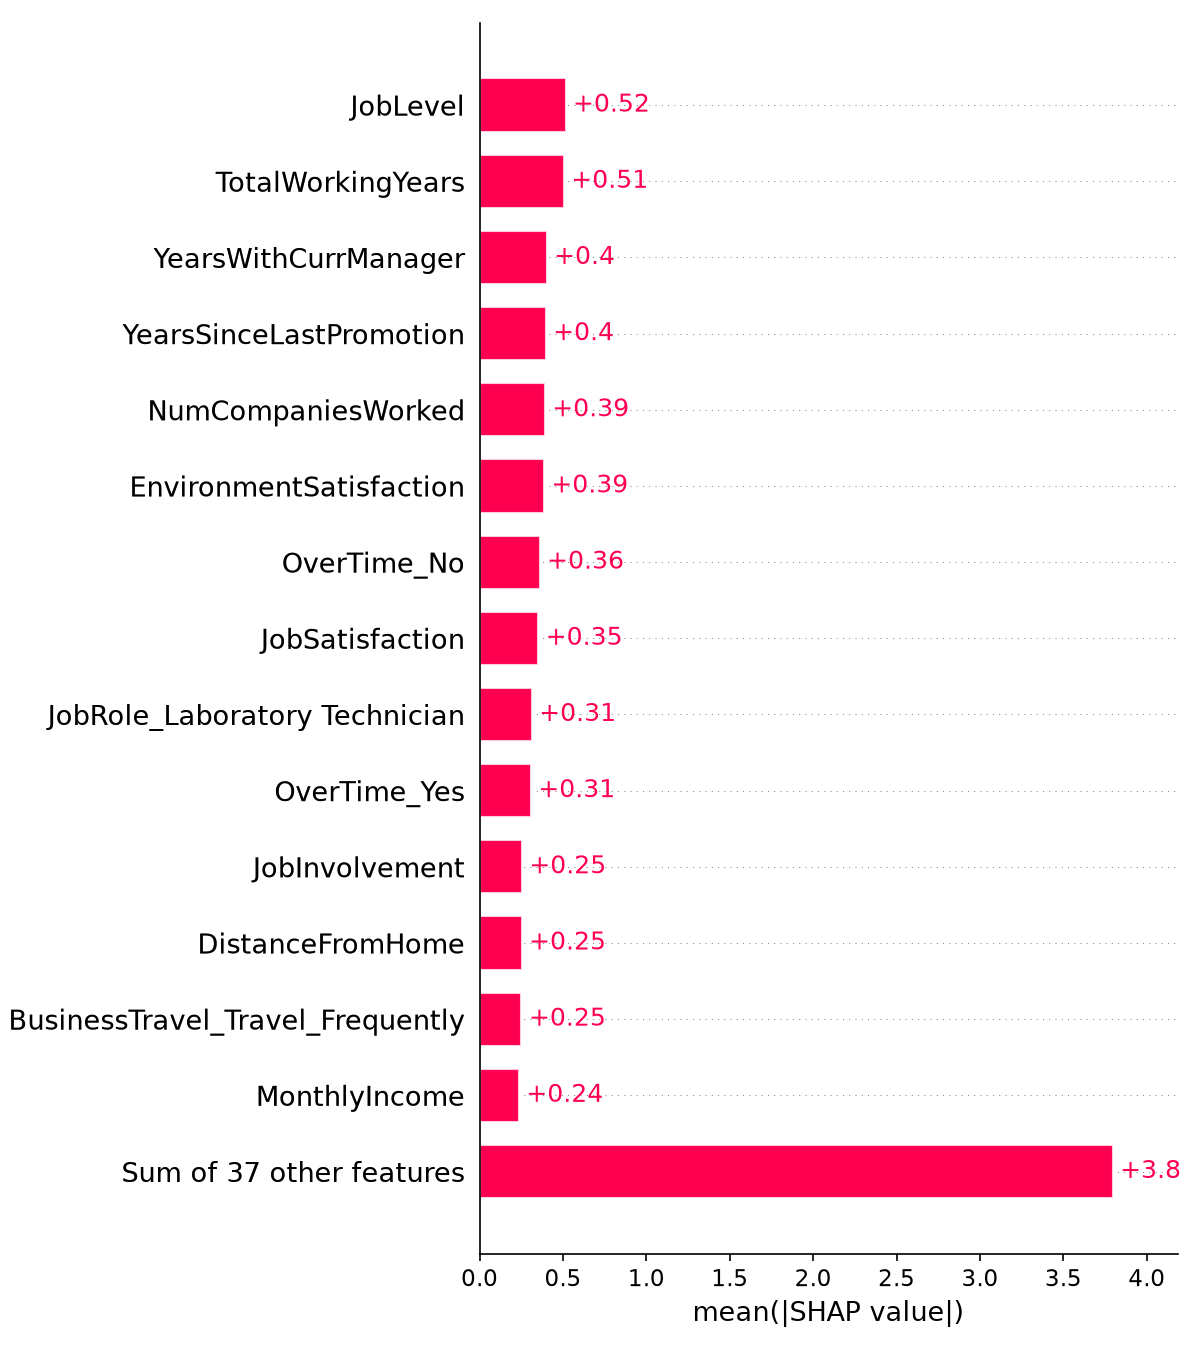 JobLevel +0.52
TotalWorkingYears +0.51
YearsWithCurrManager +0.4
YearsSinceLastPromotion +0.4
NumCompaniesWorked +0.39
EnvironmentSatisfaction +0.39
OverTime_No +0.36
JobSatisfaction +0.35
JobRole_Laboratory Technician +0.31
OverTime_Yes +0.31
JobInvolvement +0.25
DistanceFromHome +0.25
BusinessTravel_Travel_Frequently +0.25
MonthlyIncome +0.24
Sum of 37 other features +3.8
0.0 0.5 1.0 1.5 2.0 2.5 3.0 3.5 4.0
mean(|SHAP value|)